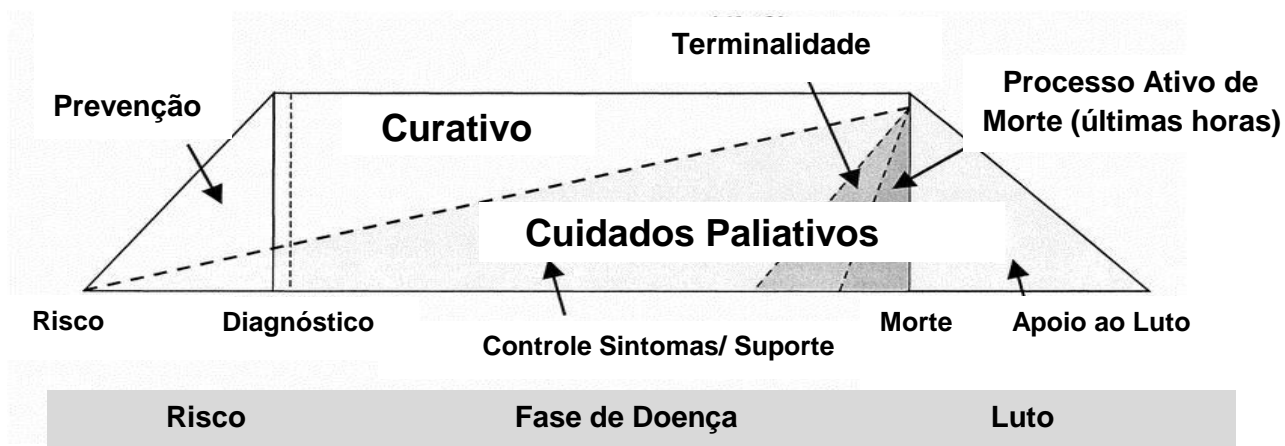 Terminalidade
Processo Ativo de
Morte (últimas horas)
Prevenção
Curativo
Cuidados Paliativos
Risco
Diagnóstico
Morte
Apoio ao Luto
Controle Sintomas/ Suporte
Risco
Fase de Doença
Luto